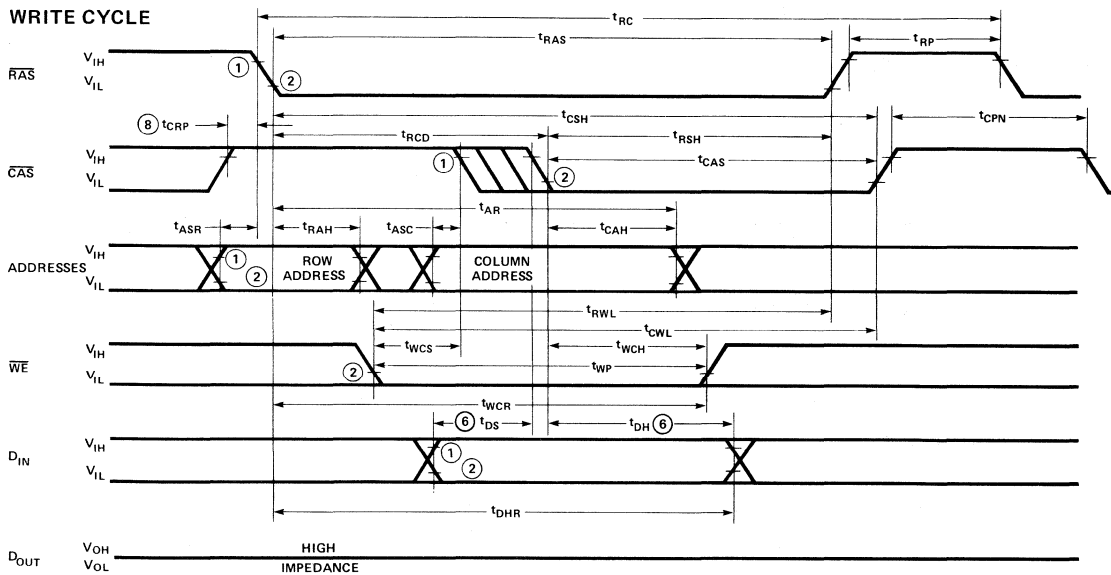 WRITE CYCLE
tRC
tRAS
tRP
RAS
VIH
VIL
①
②
tCSH
⑧ tCRP
tRCD
tRSH
tCPN
tCAS
CAS
VIH
VIL
①
②
tAR
tASR
tRAH
tASC
tCAH
ADDRESSES
VIH
VIL
①
②
ROW
ADDRESS
COLUMN
ADDRESS
tRWL
tCWL
tWCS
tWCH
WE
VIH
VIL
②
tWP
tWCR
⑥ tDS
tDH ⑥
DIN
VIH
VIL
①
②
tDHR
DOUT
VOH
VOL
HIGH
IMPEDANCE